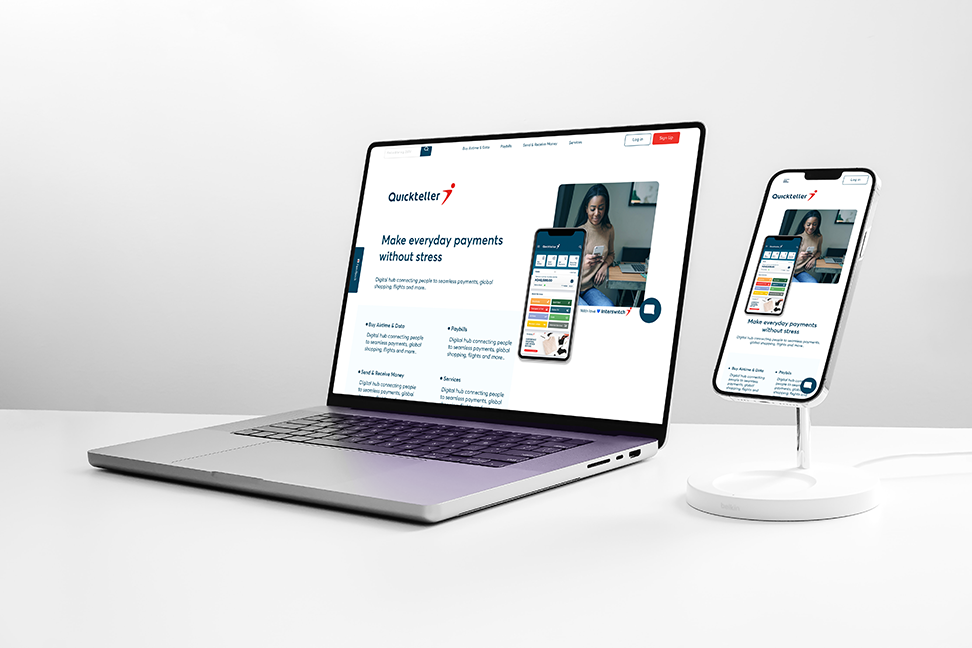 Buy Airtime & Data
Paybills
Send & Receive Money
Services
Log in
Sign Up
Quickteller
Make everyday payments
without stress
Digital hub connecting people to seamless payments, global
shopping, flights and more.
Buy Airtime & Data
Digital hub connecting
people to seamless
payments, global
shopping, flights and more..
Paybills
Digital hub connecting people
to seamless payments, global
shopping, flights and more..
Send & Receive Money
Digital hub connecting
people to seamless
Services
Digital hub connecting people
to seamless payments, global
Interswitch
Log in
Quickteller
Make everyday payments
without stress
Digital hub connecting people to seamless payments,
global shopping, flights and more.
Buy Airtime & Data
Digital hub connecting
people to seamless
payments, global
shopping, flights and
Paybills
Digital hub connecting
people to seamless
payments, global